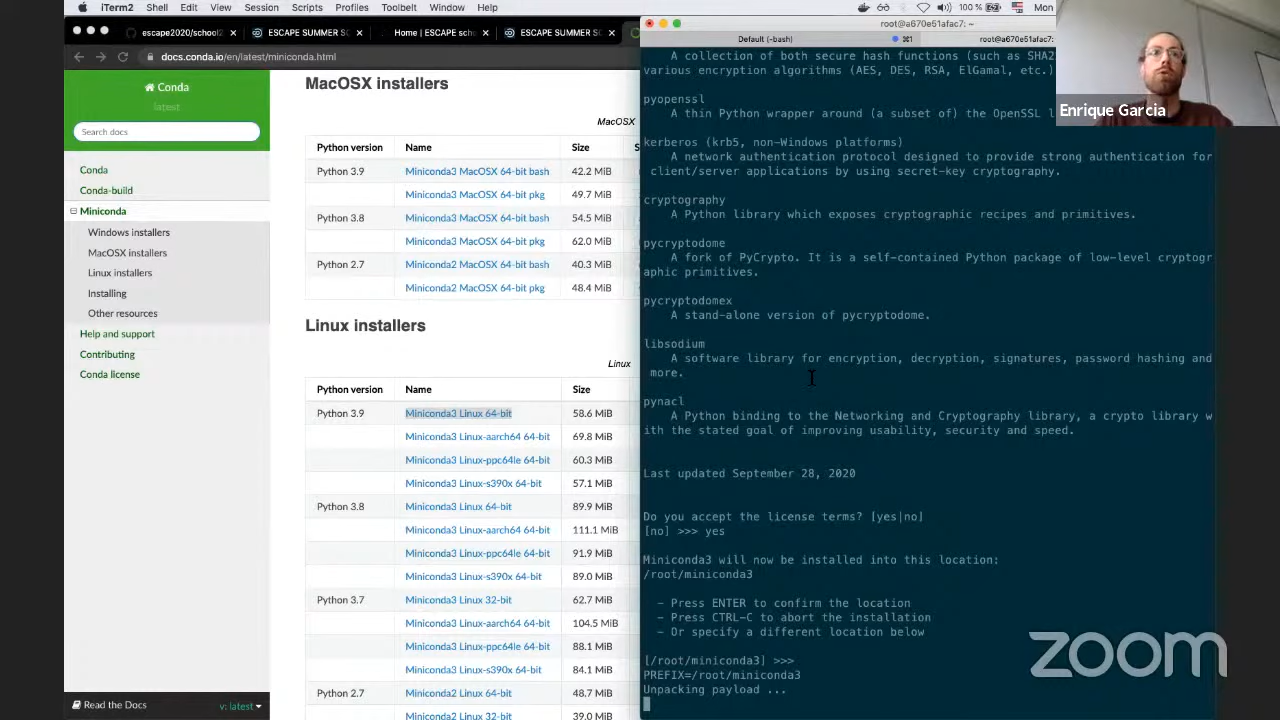 iTerm2 Shell Edit View Session Scripts Profiles Toolbelt Window Help
100 % Mon
escape2020/school2 ESCAPE SUMMER SC Home | ESCAPE sch ESCAPE SUMMER SC
docs.conda.io/en/latest/miniconda.html
Conda
latest
Search docs
Conda
Conda-build
Miniconda
Windows installers
MacOSX installers
Linux installers
Installing
Other resources
Help and support
Contributing
Conda license
Read the Docs
v: latest
MacOSX installers
MacOSX
Python version Name Size S
Python 3.9 Miniconda3 MacOSX 64-bit bash 42.2 MiB
Miniconda3 MacOSX 64-bit pkg 49.7 MiB
Python 3.8 Miniconda3 MacOSX 64-bit bash 54.5 MiB
Miniconda3 MacOSX 64-bit pkg 62.0 MiB
Python 2.7 Miniconda2 MacOSX 64-bit bash 40.3 MiB
Miniconda2 MacOSX 64-bit pkg 48.4 MiB
Linux installers
Linux
Python version Name Size
Python 3.9 Miniconda3 Linux 64-bit 58.6 MiB
Miniconda3 Linux-aarch64 64-bit 69.8 MiB
Miniconda3 Linux-ppc64le 64-bit 60.3 MiB
Miniconda3 Linux-s390x 64-bit 57.1 MiB
Python 3.8 Miniconda3 Linux 64-bit 89.9 MiB
Miniconda3 Linux-aarch64 64-bit 111.1 MiB
Miniconda3 Linux-ppc64le 64-bit 91.9 MiB
Miniconda3 Linux-s390x 64-bit 89.0 MiB
Python 3.7 Miniconda3 Linux 32-bit 62.7 MiB
Miniconda3 Linux-aarch64 64-bit 104.5 MiB
Miniconda3 Linux-ppc64le 64-bit 88.1 MiB
Miniconda3 Linux-s390x 64-bit 84.1 MiB
Python 2.7 Miniconda2 Linux 64-bit 48.7 MiB
Miniconda2 Linux 32-bit 39.0 MiB
root@a670e51afac7: ~
Default (-bash) ⌘1 root@a670e51afac7:
A collection of both secure hash functions (such as SHA25
various encryption algorithms (AES, DES, RSA, ElGamal, etc.)
pyopenssl
A thin Python wrapper around (a subset of) the OpenSSL l
kerberos (krb5, non-Windows platforms)
A network authentication protocol designed to provide strong authentication for
client/server applications by using secret-key cryptography.
cryptography
A Python library which exposes cryptographic recipes and primitives.
pycryptodome
A fork of PyCrypto. It is a self-contained Python package of low-level cryptogr
aphic primitives.
pycryptodomex
A stand-alone version of pycryptodome.
libsodium
A software library for encryption, decryption, signatures, password hashing and
more.
pynacl
A Python binding to the Networking and Cryptography library, a crypto library w
ith the stated goal of improving usability, security and speed.
Last updated September 28, 2020
Do you accept the license terms? [yes|no]
[no] >>> yes
Miniconda3 will now be installed into this location:
/root/miniconda3
- Press ENTER to confirm the location
- Press CTRL-C to abort the installation
- Or specify a different location below
[/root/miniconda3] >>>
PREFIX=/root/miniconda3
Unpacking payload ...
Enrique Garcia
zoom